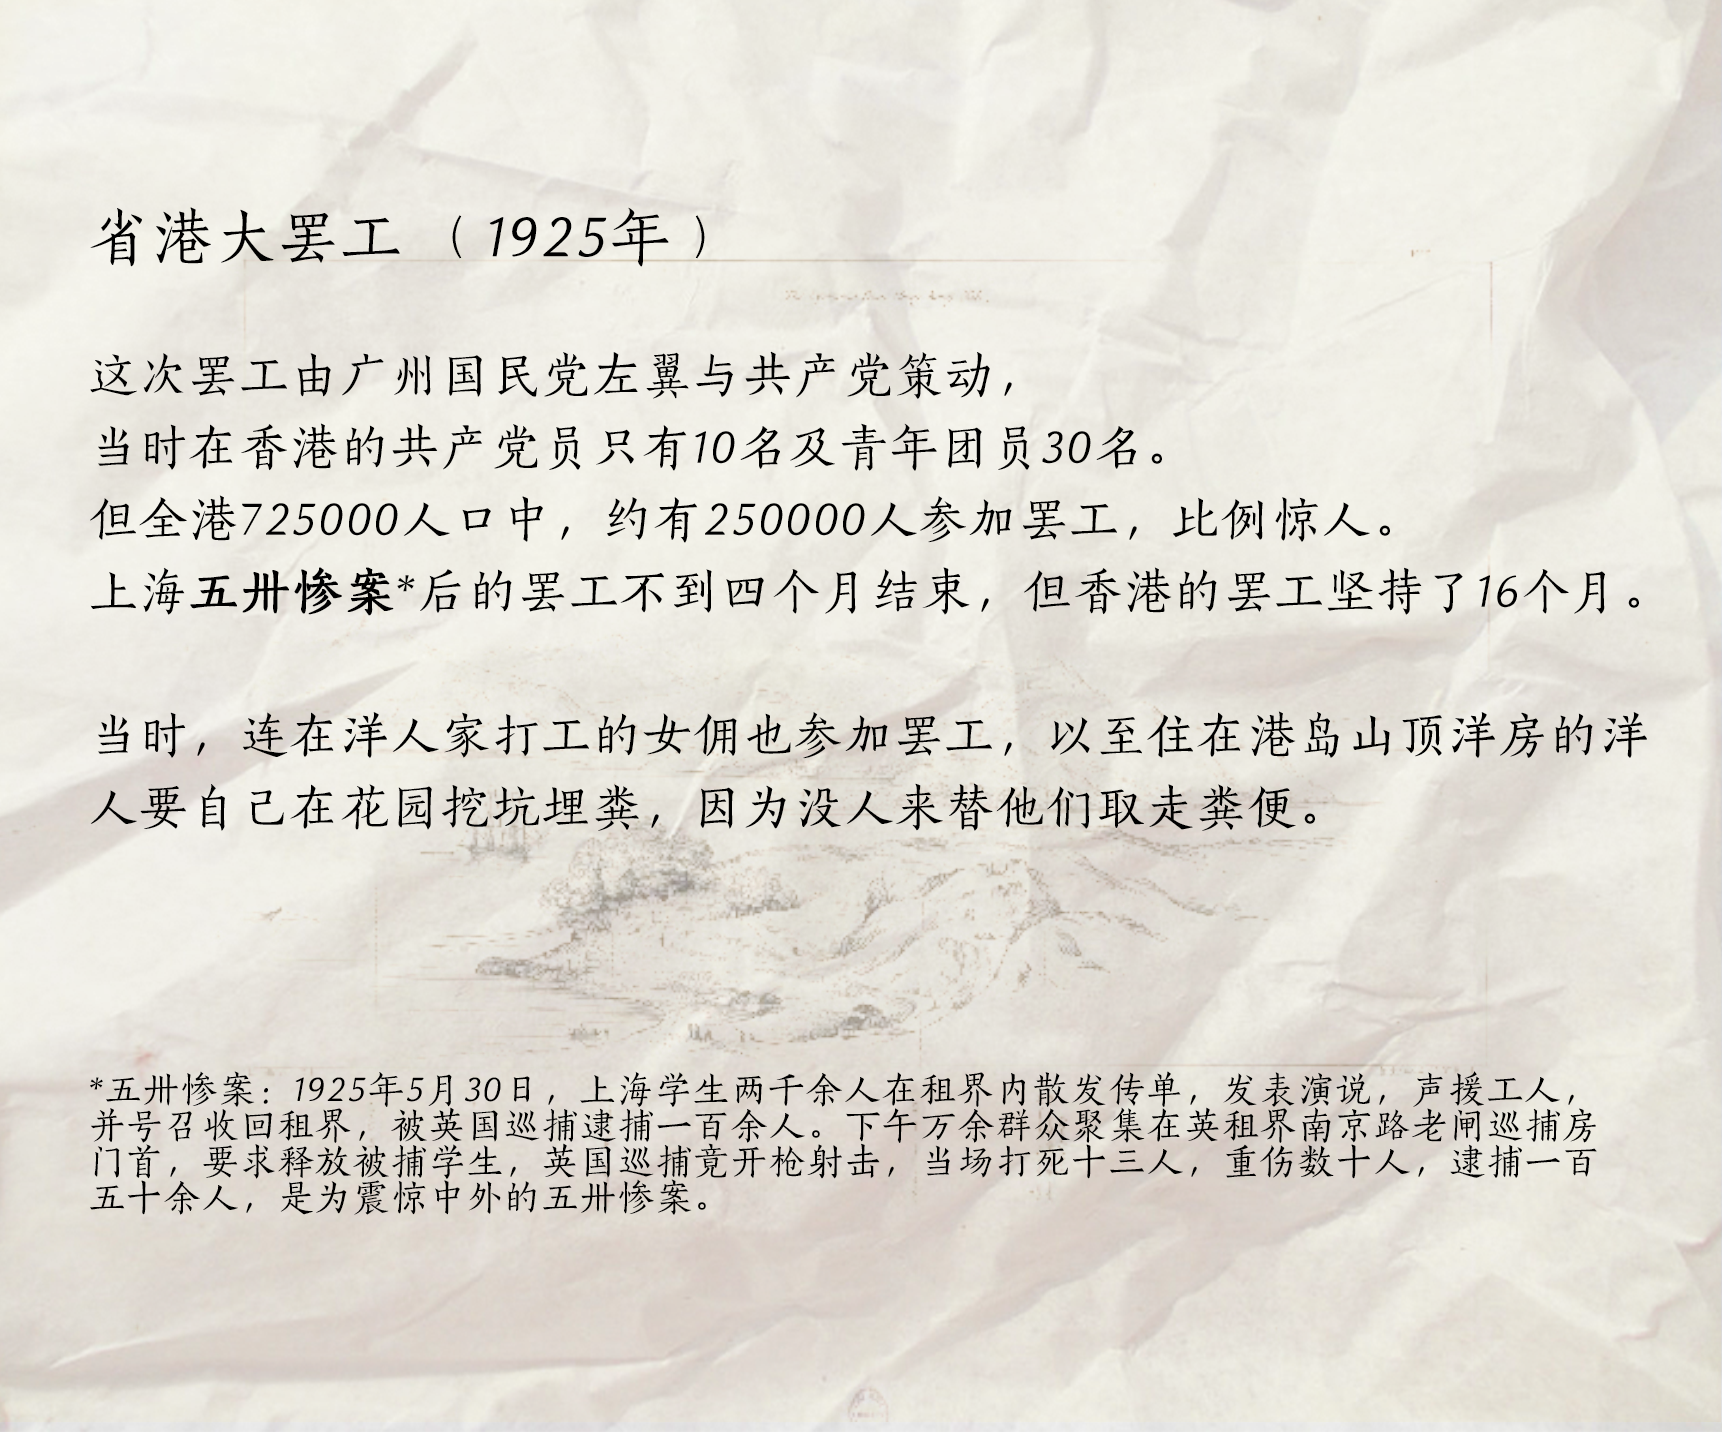 省港大罢工（1925年）
这次罢工由广州国民党左翼与共产党策动，
当时在香港的共产党员只有10名及青年团员30名。
但全港725000人口中，约有250000人参加罢工，比例惊人。
上海五卅惨案*后的罢工不到四个月结束，但香港的罢工坚持了16个月。
当时，连在洋人家打工的女佣也参加罢工，以至住在港岛山顶洋房的洋
人要自己在花园挖坑埋粪，因为没人来替他们取走粪便。
*五卅惨案：1925年5月30日，上海学生两千余人在租界内散发传单，发表演说，声援工人，
并号召收回租界，被英国巡捕逮捕一百余人。下午万余群众聚集在英租界南京路老闸巡捕房
门首，要求释放被捕学生，英国巡捕竟开枪射击，当场打死十三人，重伤数十人，逮捕一百
五十余人，是为震惊中外的五卅惨案。